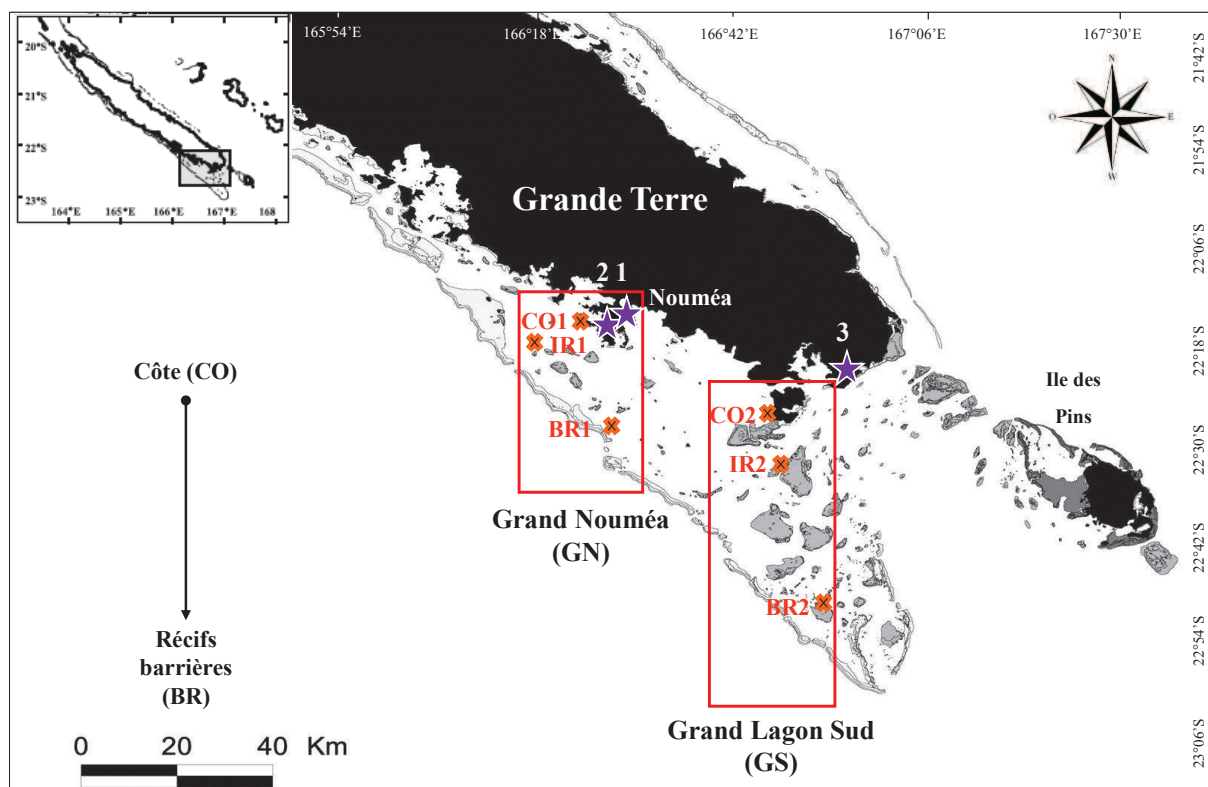 165°54’E
166°18’E
166°42’E
167°06’E
167°30’E
20°S
21°S
22°S
23°S
164°E
165°E
166°E
167°E
168
21°42’S
21°54’S
22°06’S
22°18’S
22°30’S
22°42’S
22°54’S
23°06’S
N
O
E
W
Grande Terre
2 1
Nouméa
CO1
IR1
BR1
3
CO2
IR2
BR2
Ile des
Pins
Grand Nouméa
(GN)
Grand Lagon Sud
(GS)
Côte (CO)
Récifs
barrières
(BR)
0 20 40 Km